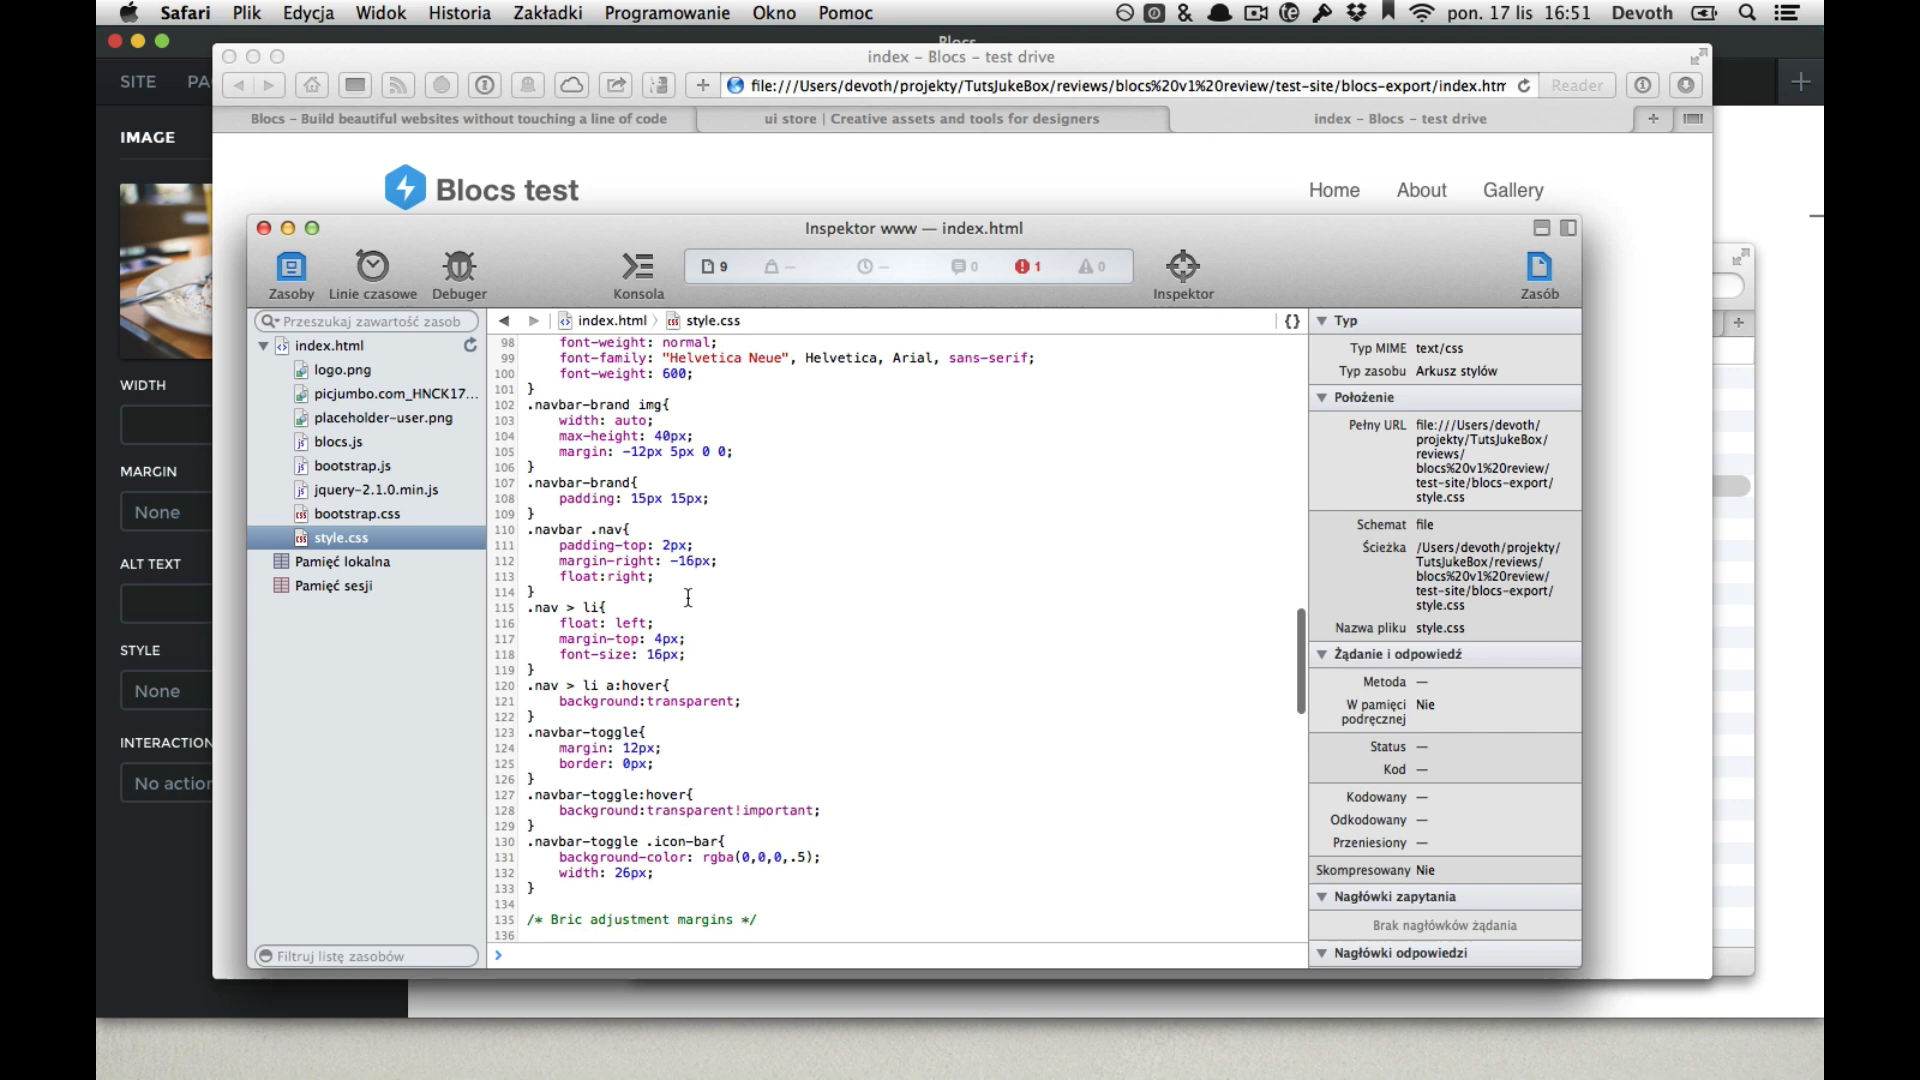 Safari Plik Edycja Widok Historia Zakładki Programowanie Okno Pomoc pon. 17 lis 16:51 Devoth
Blocs
index – Blocs – test drive
SITE
file:///Users/devoth/projekty/TutsJukeBox/reviews/blocs%20v1%20review/test-site/blocs-export/index.htm
Reader
Blocs – Build beautiful websites without touching a line of code
ui store | Creative assets and tools for designers
index – Blocs – test drive
IMAGE
Blocs test
Home About Gallery
Inspektor www — index.html
9 — — 0 1 0
Zasoby Linie czasowe Debuger Konsola Inspektor Zasób
Przeszukaj zawartość zasob
index.html
logo.png
picjumbo.com_HNCK17...
placeholder-user.png
blocs.js
bootstrap.js
jquery-2.1.0.min.js
bootstrap.css
style.css
Pamięć lokalna
Pamięć sesji
Filtruj listę zasobów
WIDTH
MARGIN
None
ALT TEXT
STYLE
None
INTERACTION
No action
index.html style.css {}
98 font-weight: normal;
99 font-family: "Helvetica Neue", Helvetica, Arial, sans-serif;
100 font-weight: 600;
101 }
102 .navbar-brand img{
103 width: auto;
104 max-height: 40px;
105 margin: -12px 5px 0 0;
106 }
107 .navbar-brand{
108 padding: 15px 15px;
109 }
110 .navbar .nav{
111 padding-top: 2px;
112 margin-right: -16px;
113 float:right;
114 }
115 .nav > li{
116 float: left;
117 margin-top: 4px;
118 font-size: 16px;
119 }
120 .nav > li a:hover{
121 background:transparent;
122 }
123 .navbar-toggle{
124 margin: 12px;
125 border: 0px;
126 }
127 .navbar-toggle:hover{
128 background:transparent!important;
129 }
130 .navbar-toggle .icon-bar{
131 background-color: rgba(0,0,0,.5);
132 width: 26px;
133 }
134
135 /* Bric adjustment margins */
136
Typ
Typ MIME text/css
Typ zasobu Arkusz stylów
Położenie
Pełny URL file:///Users/devoth/
projekty/TutsJukeBox/
reviews/
blocs%20v1%20review/
test-site/blocs-export/
style.css
Schemat file
Ścieżka /Users/devoth/projekty/
TutsJukeBox/reviews/
blocs%20v1%20review/
test-site/blocs-export/
style.css
Nazwa pliku style.css
Żądanie i odpowiedź
Metoda —
W pamięci Nie
podręcznej
Status —
Kod —
Kodowany —
Odkodowany —
Przeniesiony —
Skompresowany Nie
Nagłówki zapytania
Brak nagłówków żądania
Nagłówki odpowiedzi